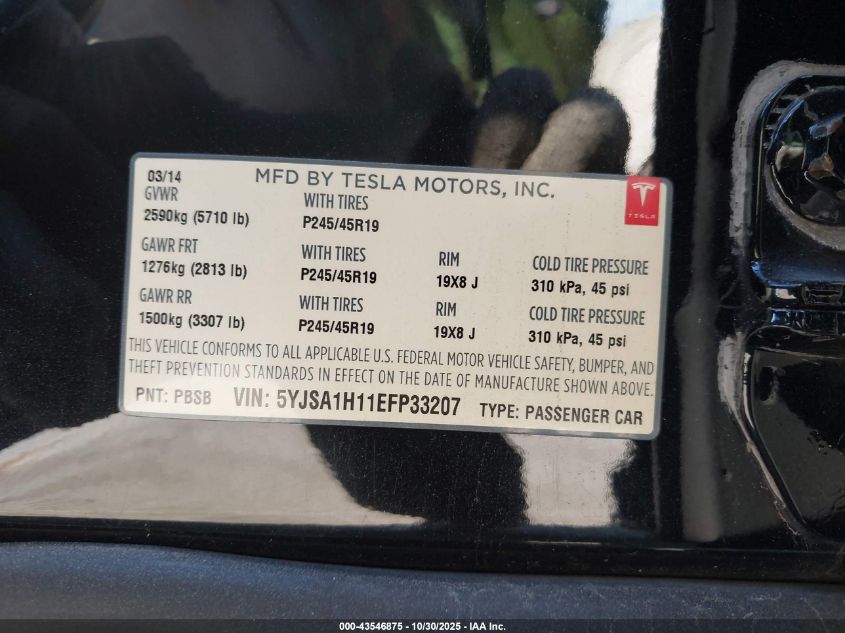 03/14 MFD BY TESLA MOTORS, INC.
GVWR WITH TIRES
2590kg (5710 lb) P245/45R19
TESLA
GAWR FRT WITH TIRES RIM COLD TIRE PRESSURE
1276kg (2813 lb) P245/45R19 19X8 J 310 kPa, 45 psi
GAWR RR WITH TIRES RIM COLD TIRE PRESSURE
1500kg (3307 lb) P245/45R19 19X8 J 310 kPa, 45 psi
THIS VEHICLE CONFORMS TO ALL APPLICABLE U.S. FEDERAL MOTOR VEHICLE SAFETY, BUMPER, AND
THEFT PREVENTION STANDARDS IN EFFECT ON THE DATE OF MANUFACTURE SHOWN ABOVE.
PNT: PBSB VIN: 5YJSA1H11EFP33207 TYPE: PASSENGER CAR
000-43546875 - 10/30/2025 - IAA Inc.